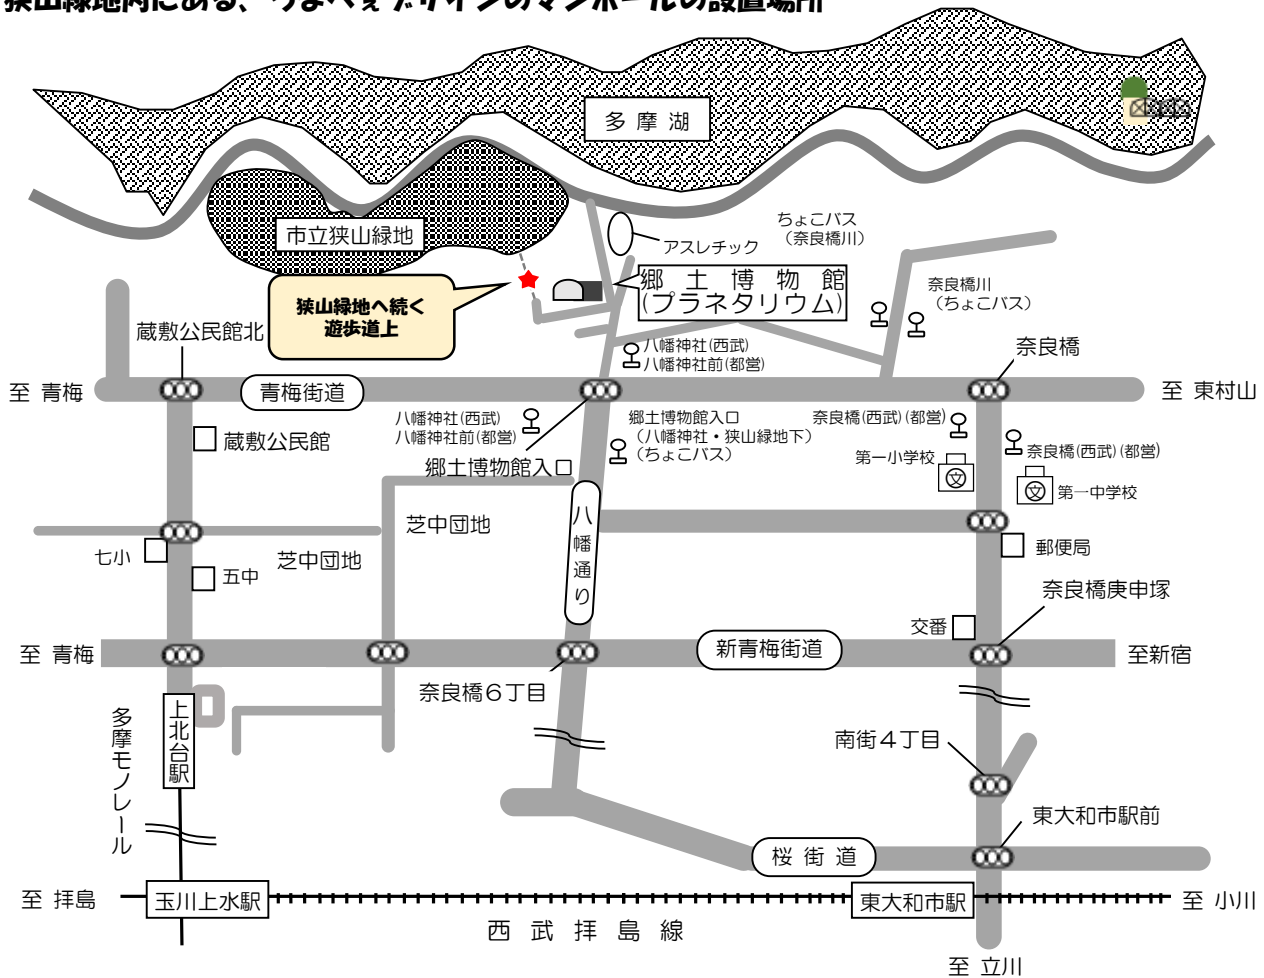 狭山緑地内にある、うまべぇデザインのマンホールの設置場所
多摩湖
市立狭山緑地
アスレチック
ちょこバス
(奈良橋川)
郷土博物館
(プラネタリウム)
奈良橋川
(ちょこバス)
狭山緑地へ続く
遊歩道上
蔵敷公民館北
八幡神社(西武)
八幡神社前(都営)
奈良橋
至 青梅
青梅街道
至 東村山
蔵敷公民館
八幡神社(西武)
八幡神社前(都営)
郷土博物館入口
(八幡神社・狭山緑地下)
(ちょこバス)
奈良橋(西武)(都営)
奈良橋(西武)(都営)
郷土博物館入口
第一小学校
文
文
第一中学校
芝中団地
八幡通り
七小
芝中団地
五中
郵便局
奈良橋庚申塚
交番
至 青梅
新青梅街道
至新宿
奈良橋6丁目
上北台駅
多摩モノレール
南街4丁目
東大和市駅前
桜街道
至 拝島
玉川上水駅
東大和市駅
至 小川
西武拝島線
至 立川